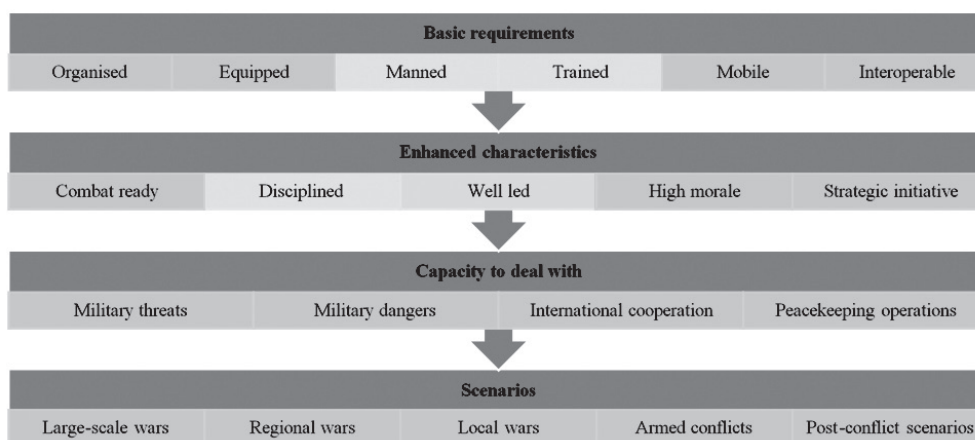 Basic requirements
Organised Equipped Manned Trained Mobile Interoperable
Enhanced characteristics
Combat ready Disciplined Well led High morale Strategic initiative
Capacity to deal with
Military threats Military dangers International cooperation Peacekeeping operations
Scenarios
Large-scale wars Regional wars Local wars Armed conflicts Post-conflict scenarios